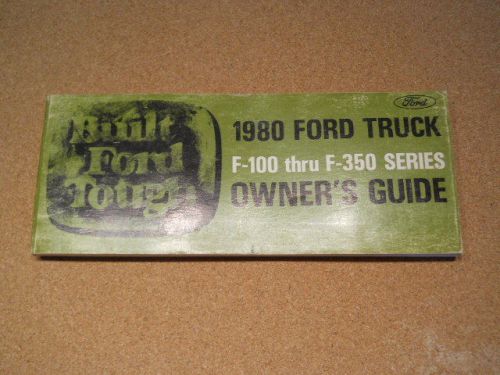 Built
Ford
Tough
Ford
1980 FORD TRUCK
F-100 thru F-350 SERIES
OWNER'S GUIDE